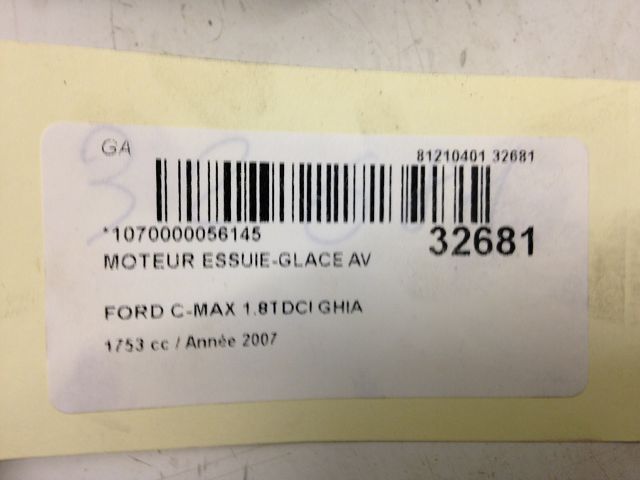 GA
81210401 32681
*1070000056145
32681
MOTEUR ESSUIE-GLACE AV
FORD C-MAX 1.8TDCI GHIA
1753 cc / Année 2007